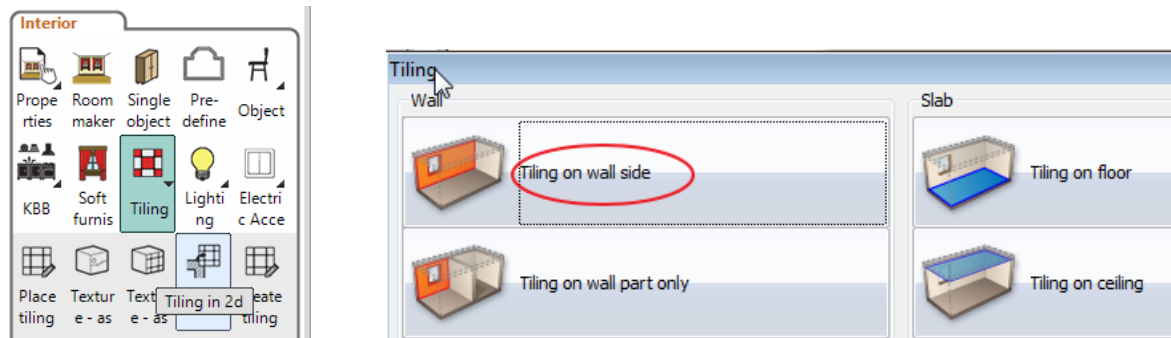 Interior
Prope Room Single Pre- Object
rties maker object define
KBB Soft Tiling Lighti Electri
furnis ng c Acce
Place Textur Text Tiling in 2d eate
tiling e - as e - as tiling
Tiling
Wall
Tiling on wall side
Tiling on wall part only
Slab
Tiling on floor
Tiling on ceiling